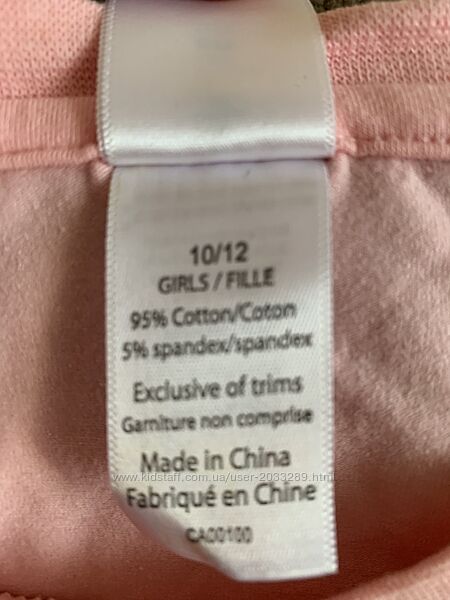 10/12
GIRLS / FILLE
95% Cotton/Coton
5% spandex/spandex
Exclusive of trims
Garniture non comprise
Made in China
www.kidstaff.com.ua/user-2033289.html
Fabriqué en Chine
CA00100